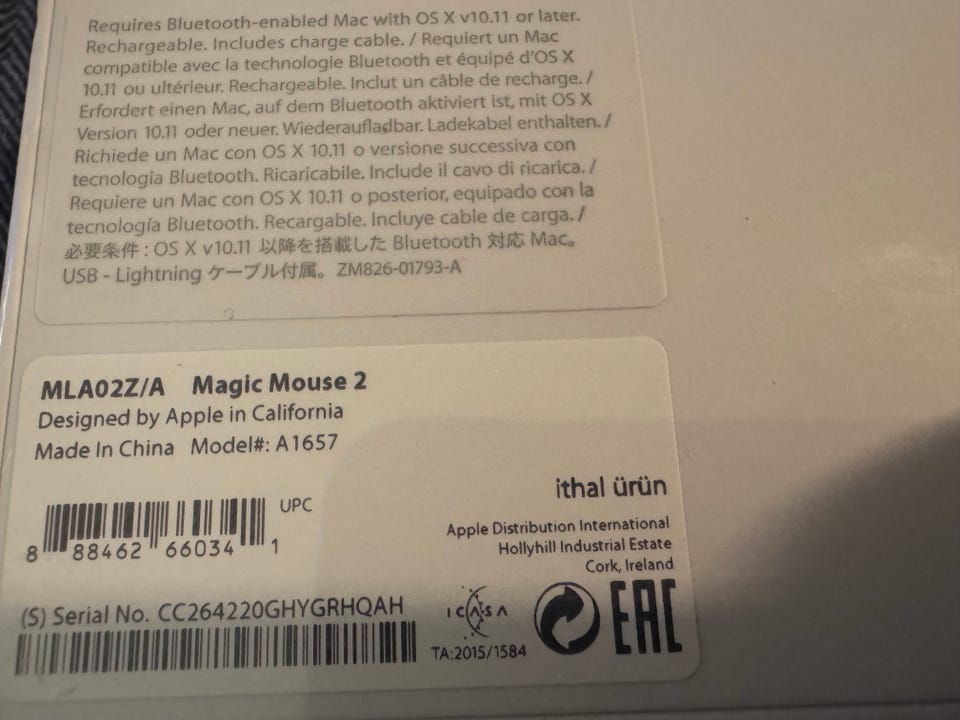 Requires Bluetooth-enabled Mac with OS X v10.11 or later.
Rechargeable. Includes charge cable. / Requiert un Mac
compatible avec la technologie Bluetooth et équipé d'OS X
10.11 ou ultérieur. Rechargeable. Inclut un câble de recharge. /
Erfordert einen Mac, auf dem Bluetooth aktiviert ist, mit OS X
Version 10.11 oder neuer. Wiederaufladbar. Ladekabel enthalten. /
Richiede un Mac con OS X 10.11 o versione successiva con
tecnologia Bluetooth. Ricaricabile. Include il cavo di ricarica. /
Requiere un Mac con OS X 10.11 o posterior, equipado con la
tecnología Bluetooth. Recargable. Incluye cable de carga. /
必要条件 : OS X v10.11 以降を搭載した Bluetooth 対応 Mac。
USB - Lightning ケーブル付属。 ZM826-01793-A
MLA02Z/A Magic Mouse 2
Designed by Apple in California
Made In China Model#: A1657
UPC
8 88462 66034 1
ithal ürün
Apple Distribution International
Hollyhill Industrial Estate
Cork, Ireland
(S) Serial No. CC264220GHYGRHQAH
ICASA
TA:2015/1584
EAC